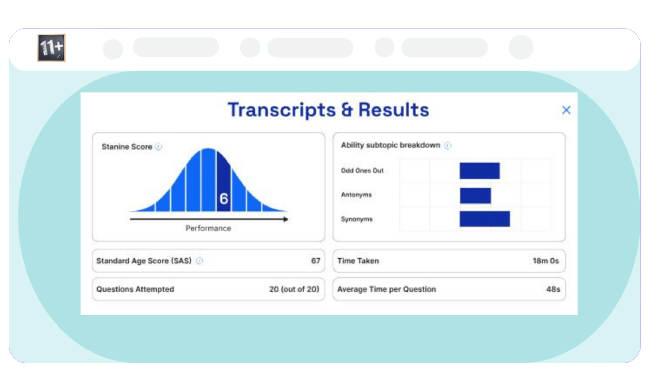 11+
Transcripts & Results
Stanine Score
6
Performance
Ability subtopic breakdown
Odd Ones Out
Antonyms
Synonyms
Standard Age Score (SAS) 67
Time Taken 18m 0s
Questions Attempted 20 (out of 20)
Average Time per Question 48s